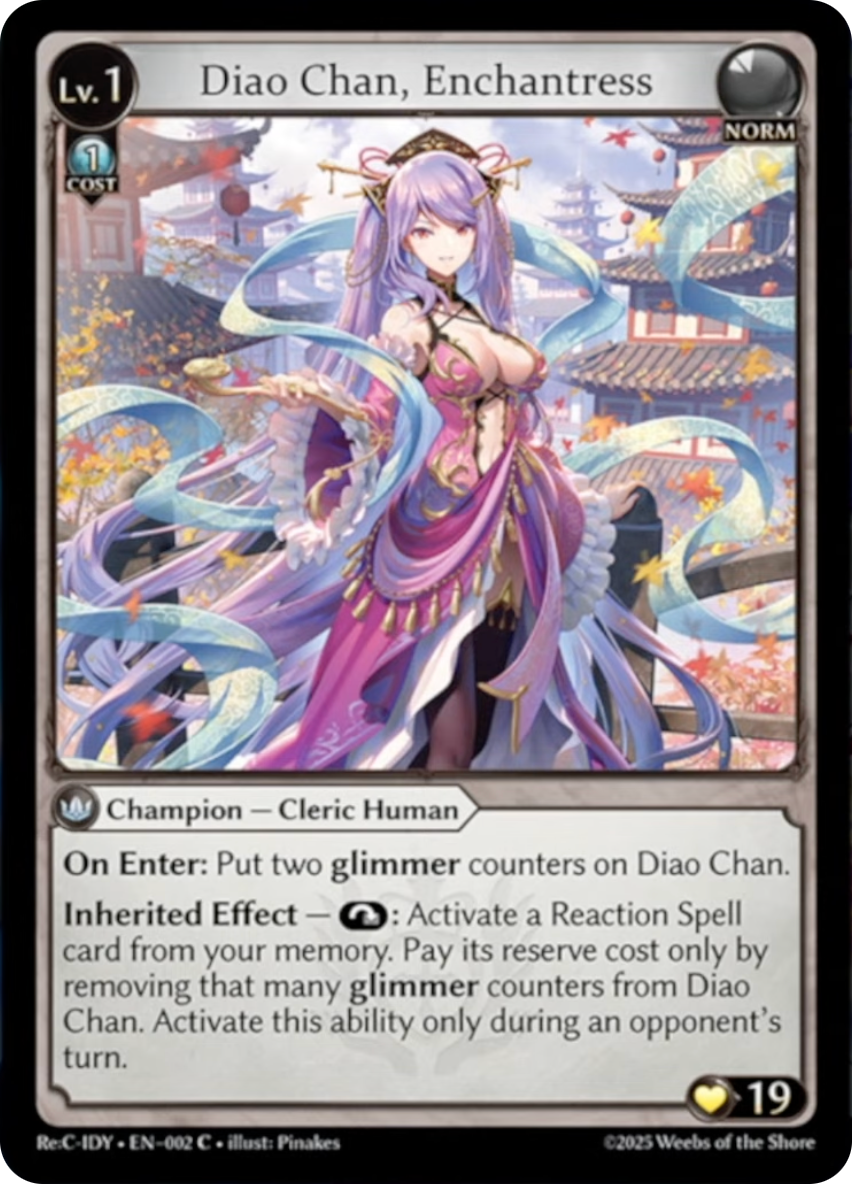 Lv. 1
Diao Chan, Enchantress
NORM
1
COST
Champion — Cleric Human
On Enter: Put two glimmer counters on Diao Chan.
Inherited Effect — : Activate a Reaction Spell
card from your memory. Pay its reserve cost only by
removing that many glimmer counters from Diao
Chan. Activate this ability only during an opponent's
turn.
19
Re:C-IDY • EN-002 C • illust: Pinakes
©2025 Weebs of the Shore